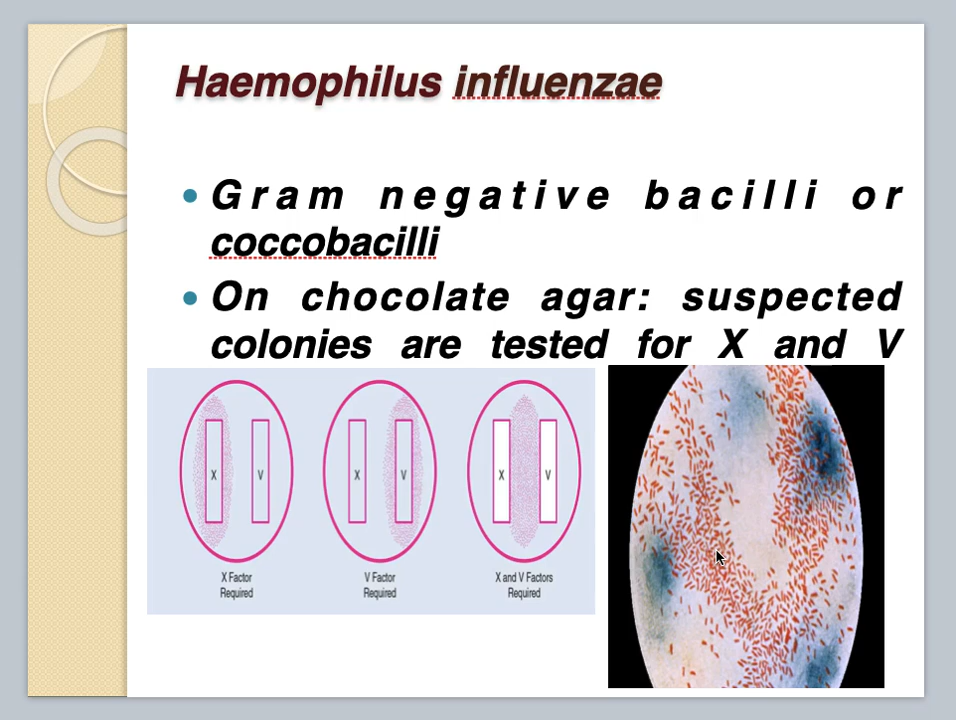 Haemophilus influenzae
Gram negative bacilli or
coccobacilli
On chocolate agar: suspected
colonies are tested for X and V
X V X V X V
X Factor
Required
V Factor
Required
X and V Factors
Required